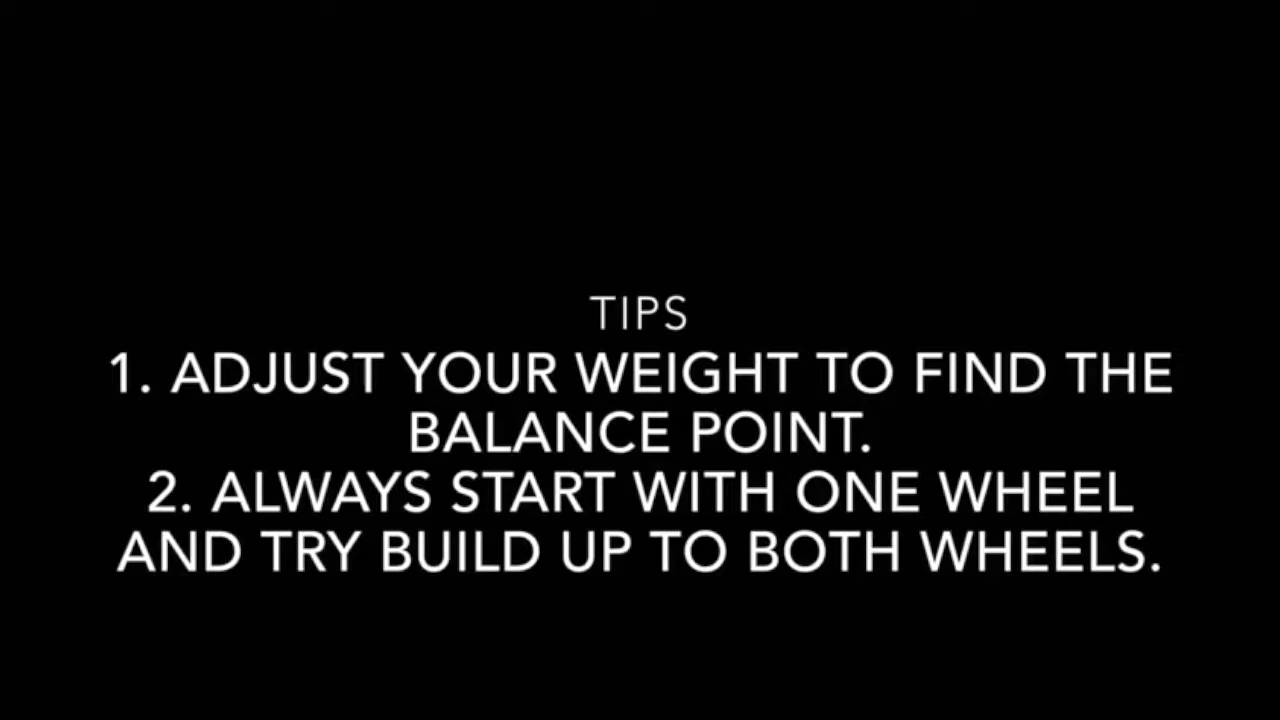 TIPS
1. ADJUST YOUR WEIGHT TO FIND THE
BALANCE POINT.
2. ALWAYS START WITH ONE WHEEL
AND TRY BUILD UP TO BOTH WHEELS.